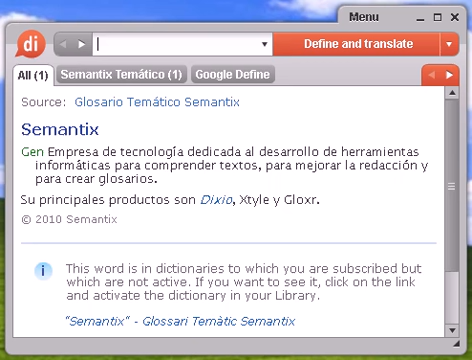 Menu
di
Define and translate
All (1) Semantix Temático (1) Google Define
Source: Glosario Temático Semantix
Semantix
Gen Empresa de tecnología dedicada al desarrollo de herramientas
informáticas para comprender textos, para mejorar la redacción y
para crear glosarios.
Su principales productos son Dixio, Xtyle y Gloxr.
© 2010 Semantix
i
This word is in dictionaries to which you are subscribed but
which are not active. If you want to see it, click on the link
and activate the dictionary in your Library.
"Semantix" - Glossari Temàtic Semantix